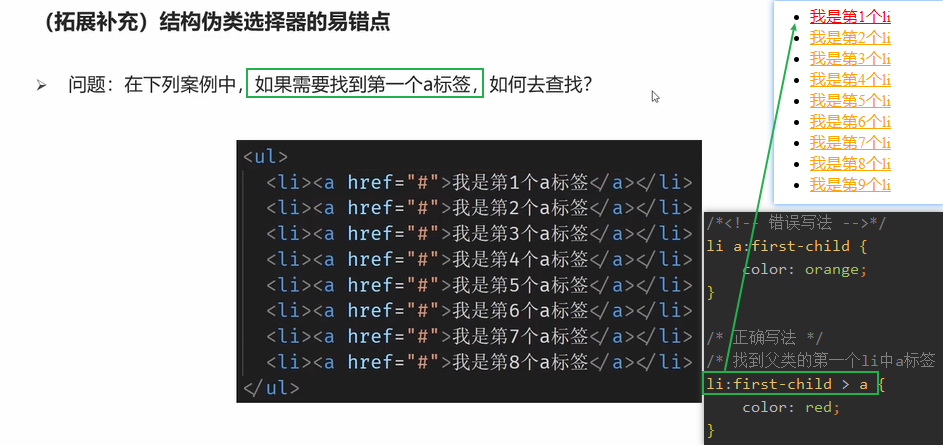 （拓展补充）结构伪类选择器的易错点
问题：在下列案例中，如果需要找到第一个a标签，如何去查找？
<ul>
<li><a href="#">我是第1个a标签</a></li>
<li><a href="#">我是第2个a标签</a></li>
<li><a href="#">我是第3个a标签</a></li>
<li><a href="#">我是第4个a标签</a></li>
<li><a href="#">我是第5个a标签</a></li>
<li><a href="#">我是第6个a标签</a></li>
<li><a href="#">我是第7个a标签</a></li>
<li><a href="#">我是第8个a标签</a></li>
</ul>
我是第1个li
我是第2个li
我是第3个li
我是第4个li
我是第5个li
我是第6个li
我是第7个li
我是第8个li
我是第9个li
/*<!-- 错误写法 -->*/
li a:first-child {
color: orange;
}
/* 正确写法 */
/* 找到父类的第一个li中a标签
li:first-child > a {
color: red;
}